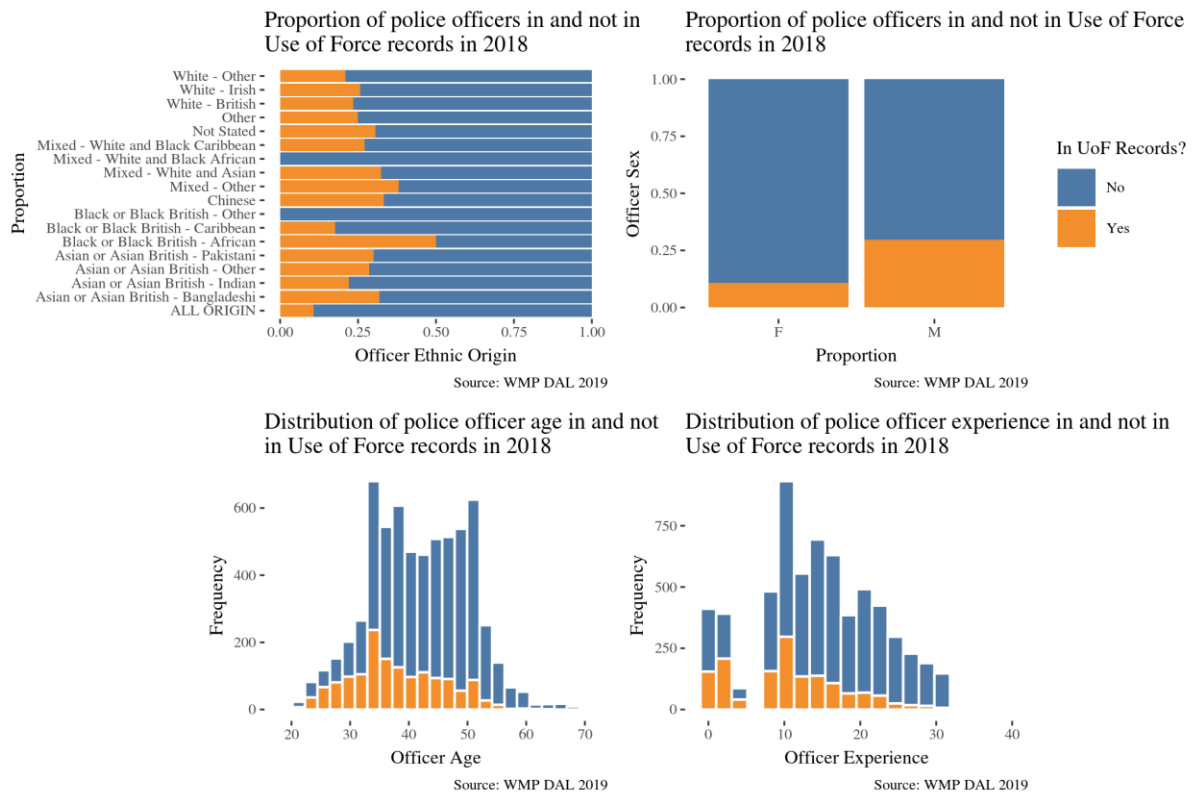 Proportion of police officers in and not in
Use of Force records in 2018
Proportion
White - Other
White - Irish
White - British
Other
Not Stated
Mixed - White and Black Caribbean
Mixed - White and Black African
Mixed - White and Asian
Mixed - Other
Chinese
Black or Black British - Other
Black or Black British - Caribbean
Black or Black British - African
Asian or Asian British - Pakistani
Asian or Asian British - Other
Asian or Asian British - Indian
Asian or Asian British - Bangladeshi
ALL ORIGIN
0.00 0.25 0.50 0.75 1.00
Officer Ethnic Origin
Source: WMP DAL 2019
Proportion of police officers in and not in Use of Force
records in 2018
Officer Sex
1.00
0.75
0.50
0.25
0.00
F M
Proportion
Source: WMP DAL 2019
In UoF Records?
No
Yes
Distribution of police officer age in and not
in Use of Force records in 2018
Frequency
600
400
200
0
20 30 40 50 60 70
Officer Age
Source: WMP DAL 2019
Distribution of police officer experience in and not in
Use of Force records in 2018
Frequency
750
500
250
0
0 10 20 30 40
Officer Experience
Source: WMP DAL 2019